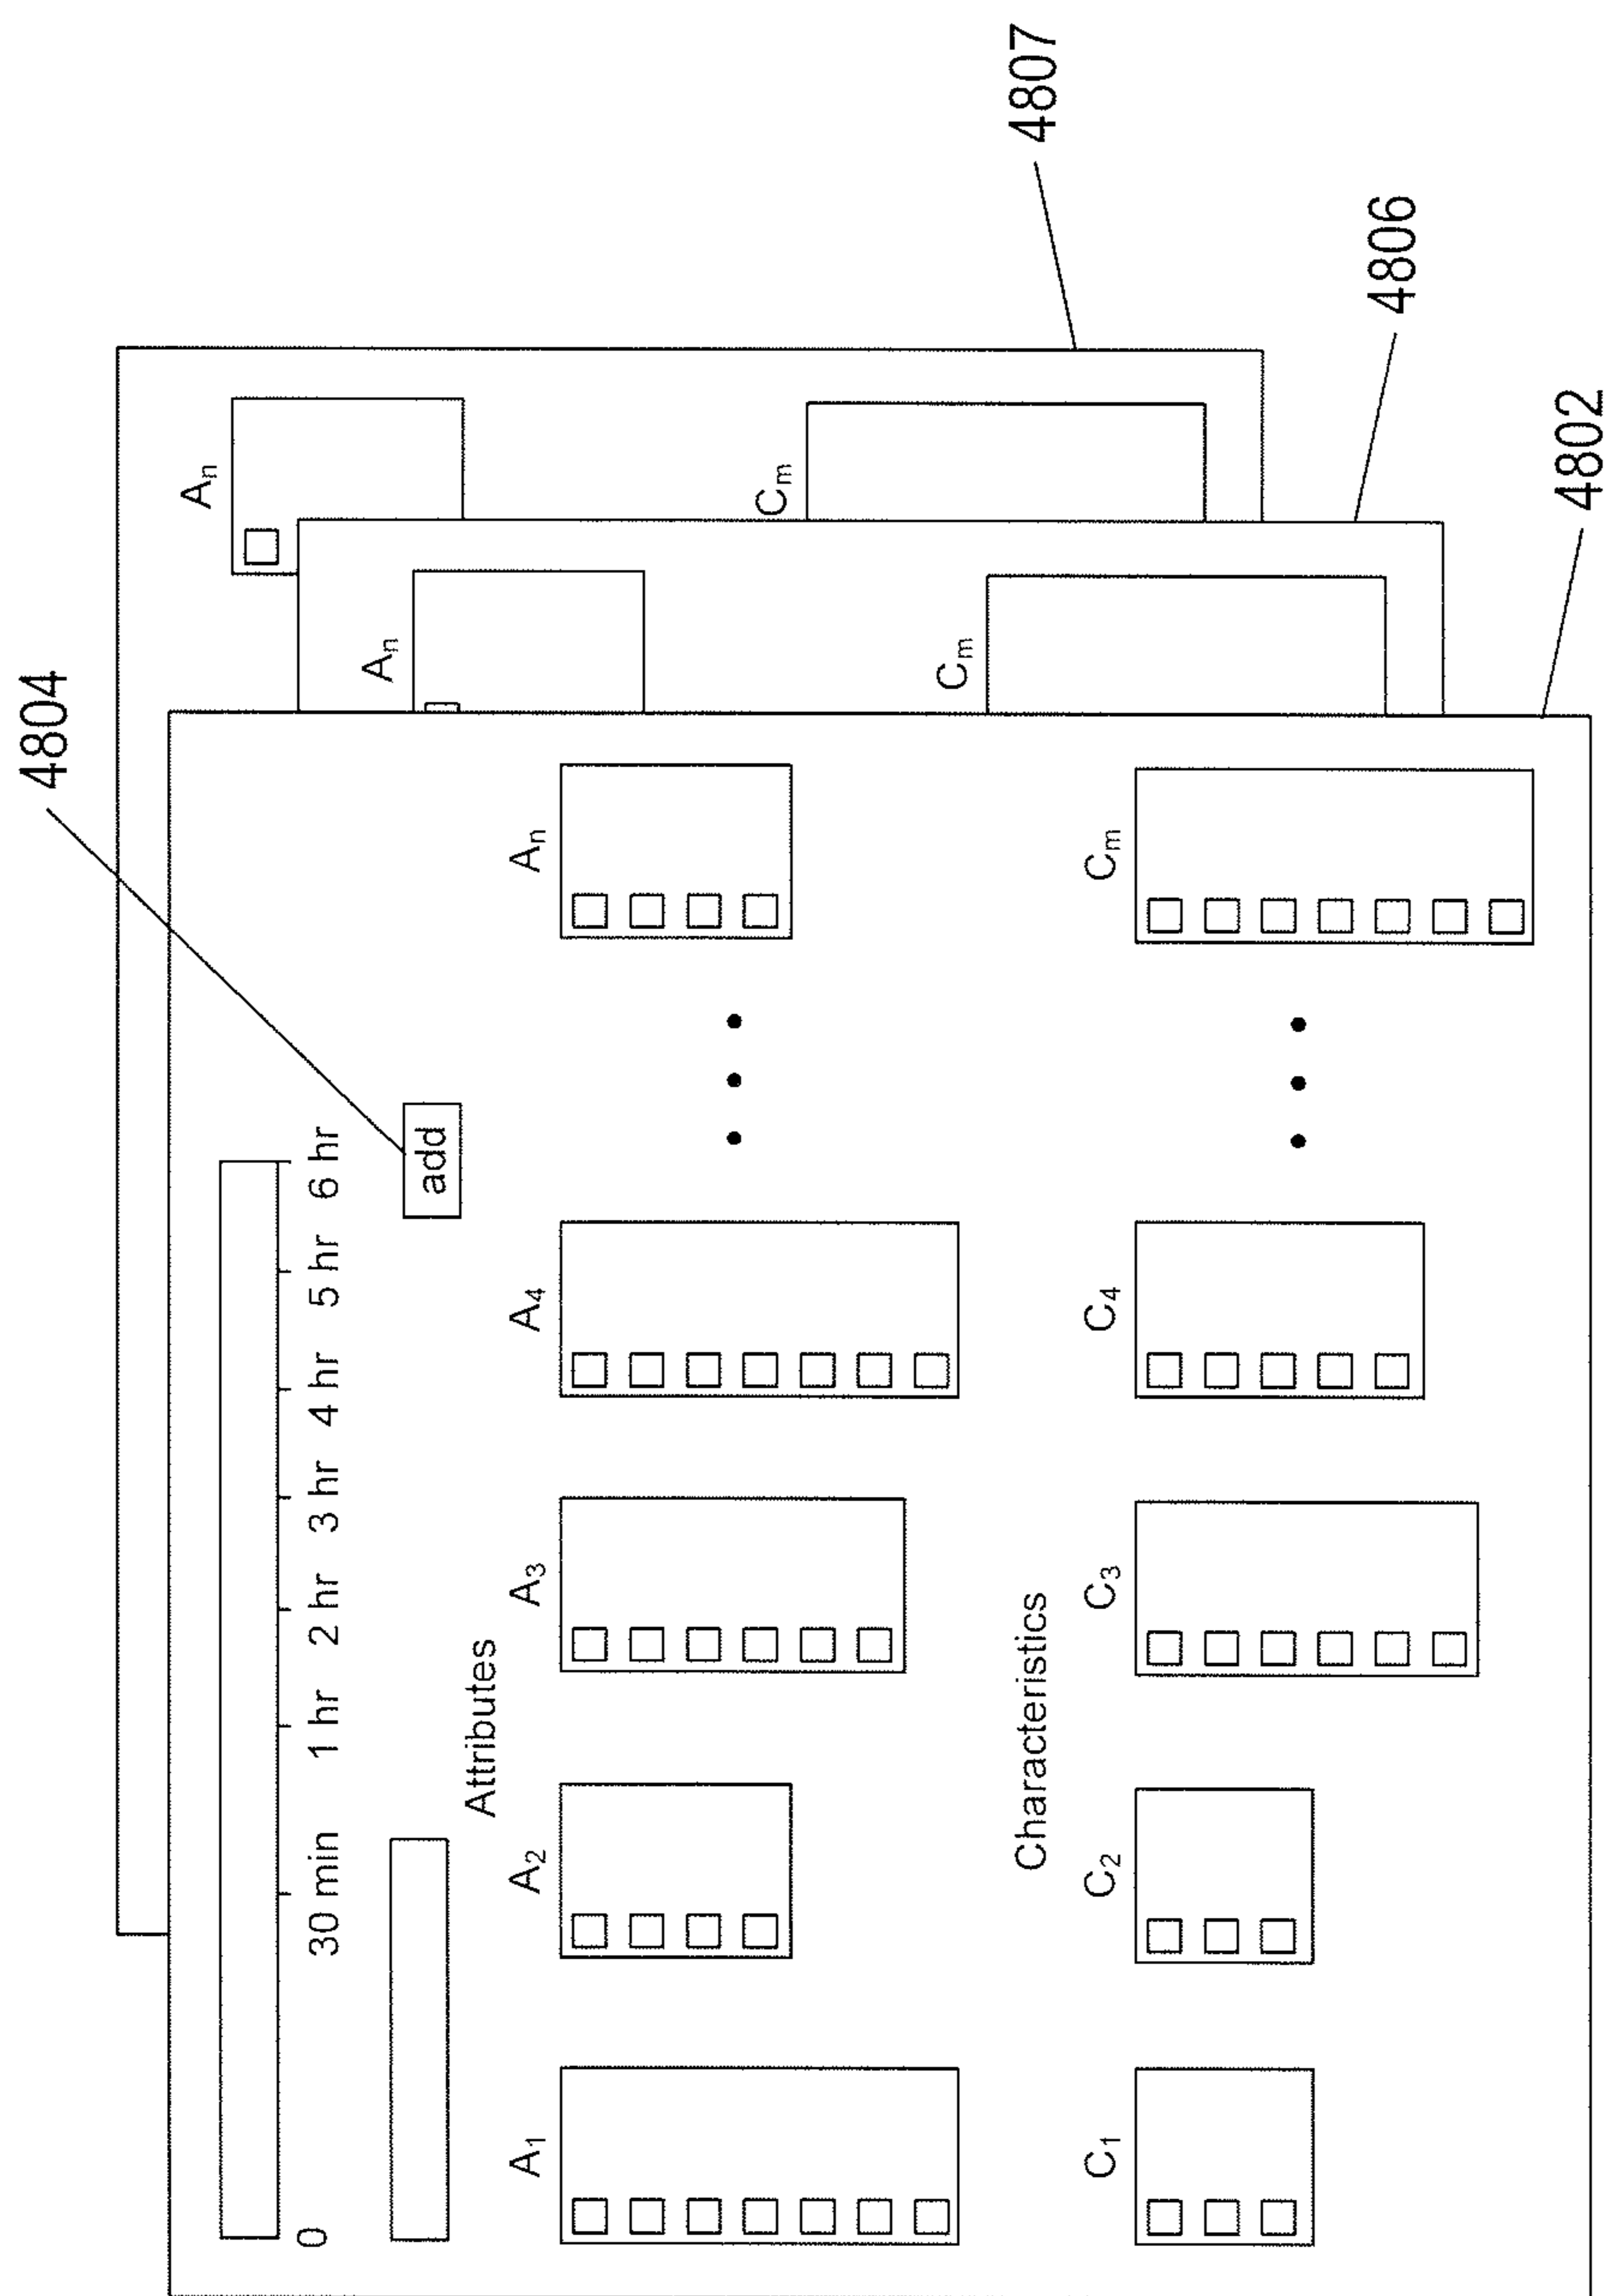 4804
0 30 min 1 hr 2 hr 3 hr 4 hr 5 hr 6 hr
add
Attributes
A1 A2 A3 A4 An
Characteristics
C1 C2 C3 C4 Cm
An
Cm
An
Cm
4807
4806
4802